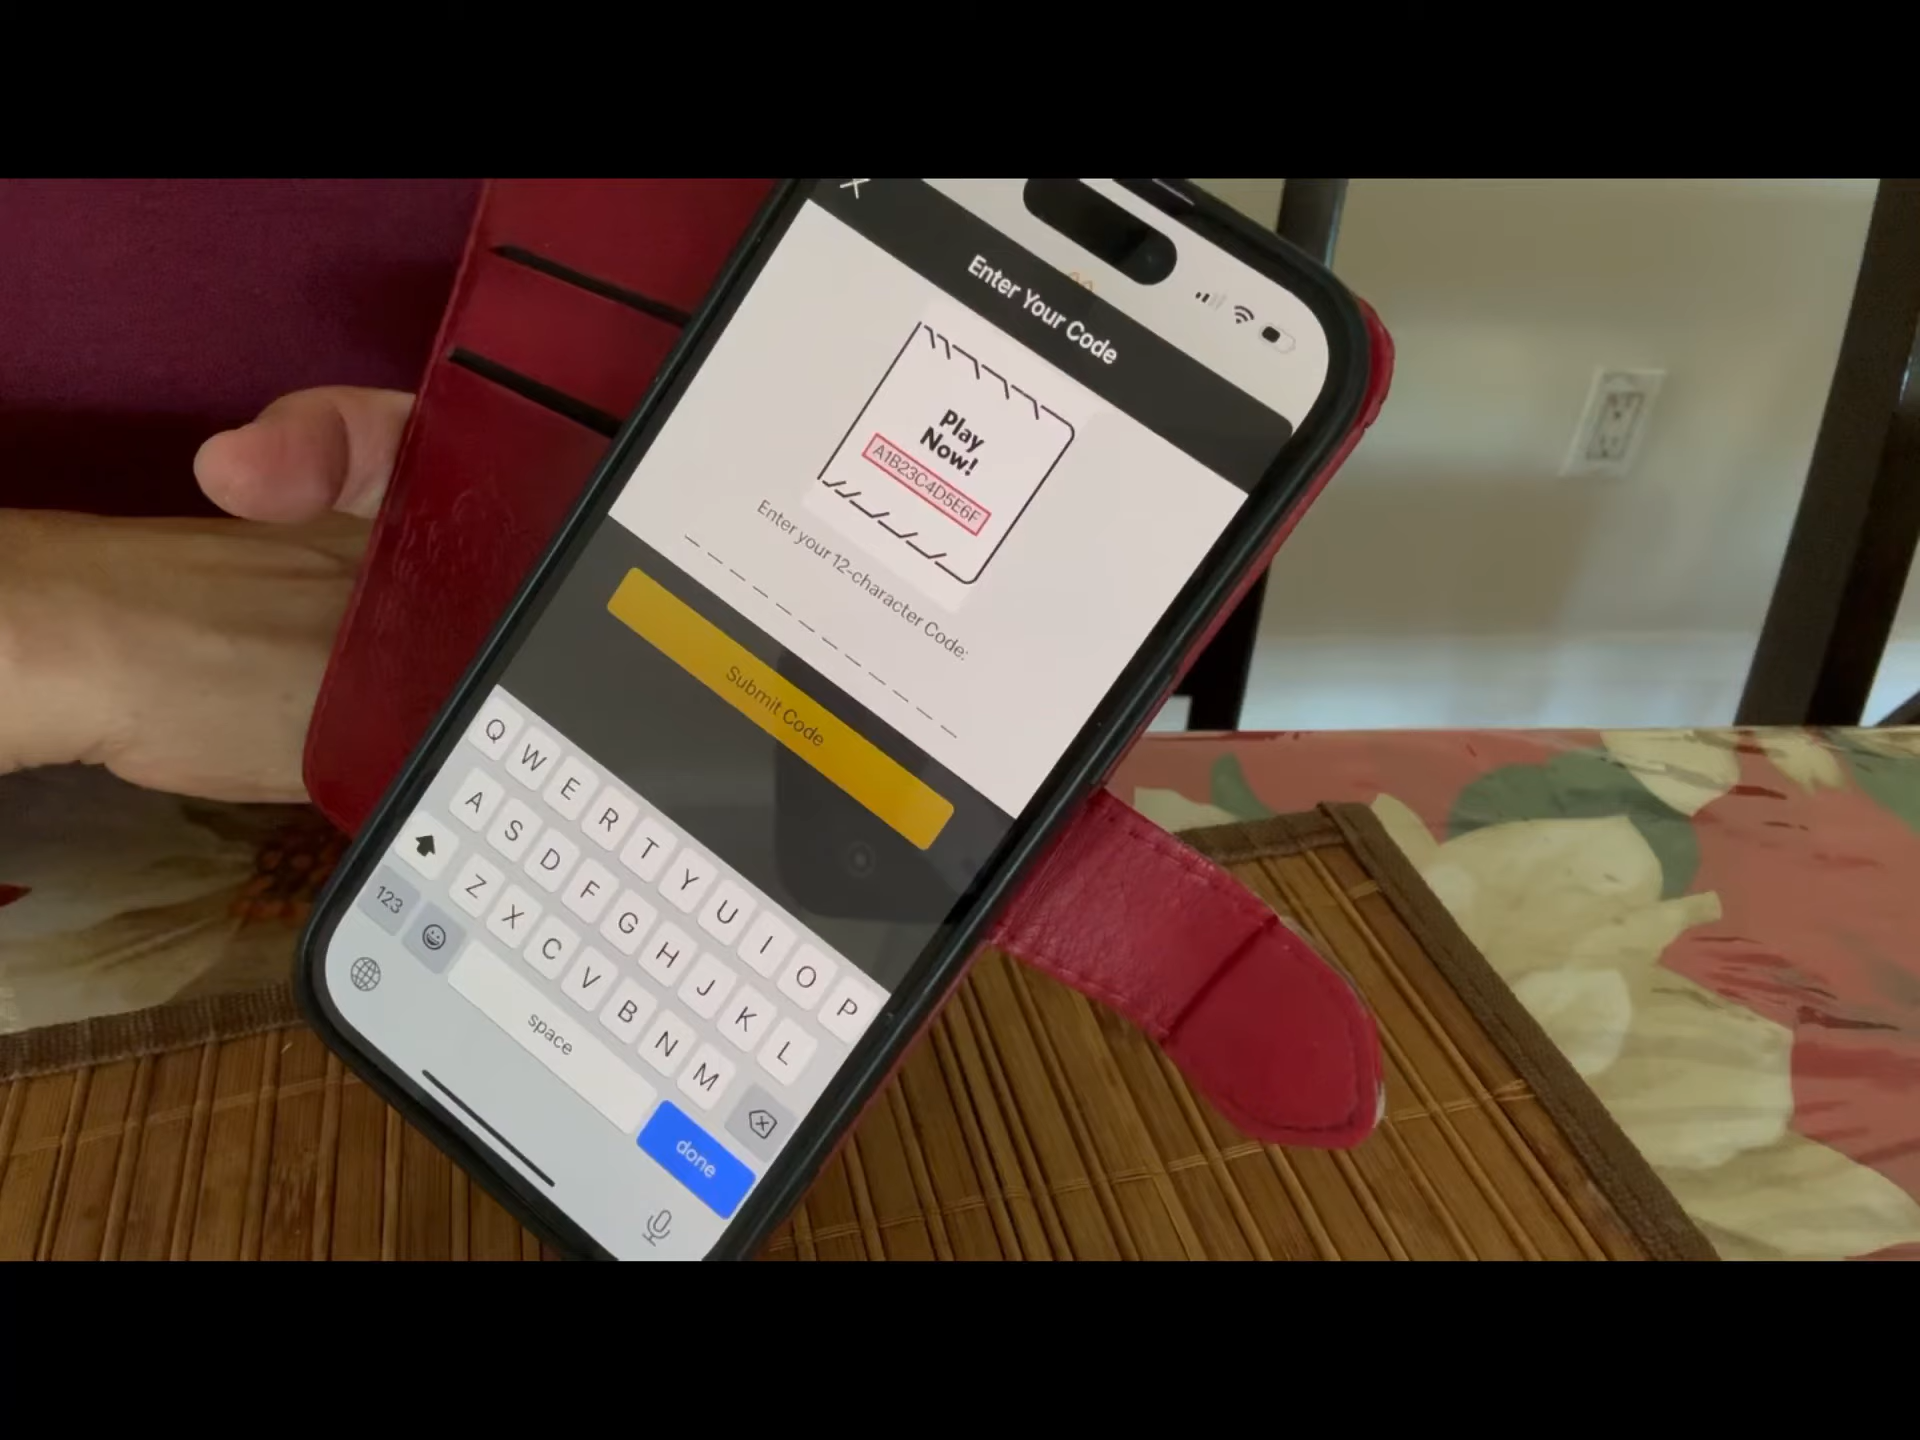 Enter Your Code
Play
Now!
A1B23C4D5E6F
Enter your 12-character Code:
Submit Code
Q W E R T Y U I O P
A S D F G H J K L
Z X C V B N M
123
space
done